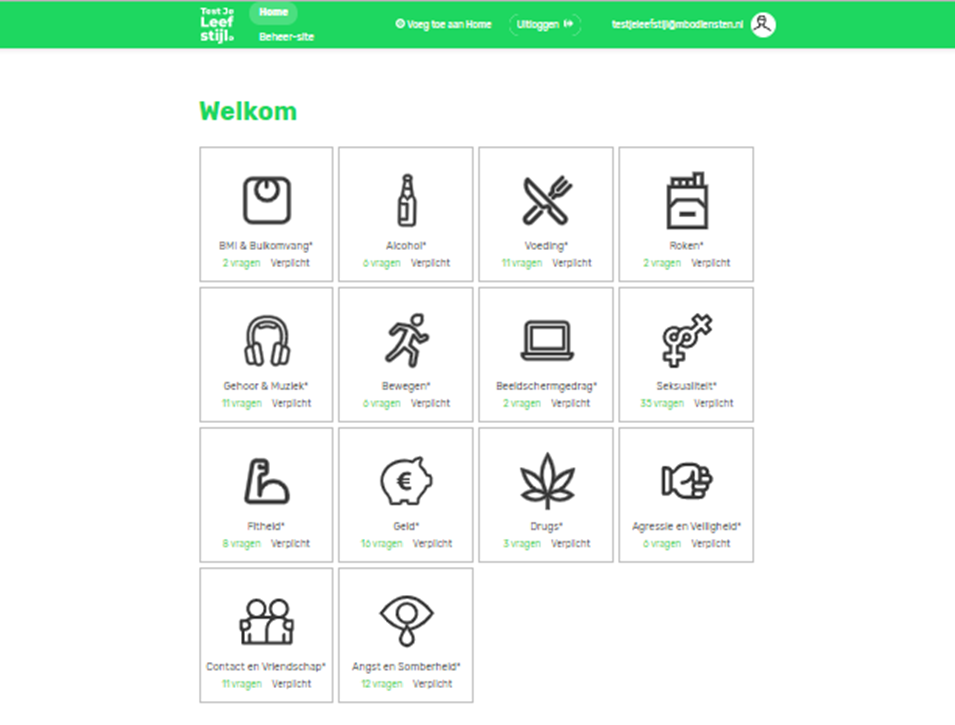 Test Je
Leef
stijl.
Home
Beheer-site
Voeg toe aan Home
Uitloggen
testjeleefstijl@mbodiensten.nl
Welkom
BMI & Buikomvang*
2 vragen Verplicht
Alcohol*
6 vragen Verplicht
Voeding*
11 vragen Verplicht
Roken*
2 vragen Verplicht
Gehoor & Muziek*
11 vragen Verplicht
Bewegen*
6 vragen Verplicht
Beeldschermgedrag*
2 vragen Verplicht
Seksualiteit*
35 vragen Verplicht
Fitheid*
8 vragen Verplicht
Geld*
16 vragen Verplicht
Drugs*
3 vragen Verplicht
Agressie en Veiligheid*
6 vragen Verplicht
Contact en Vriendschap*
11 vragen Verplicht
Angst en Somberheid*
12 vragen Verplicht